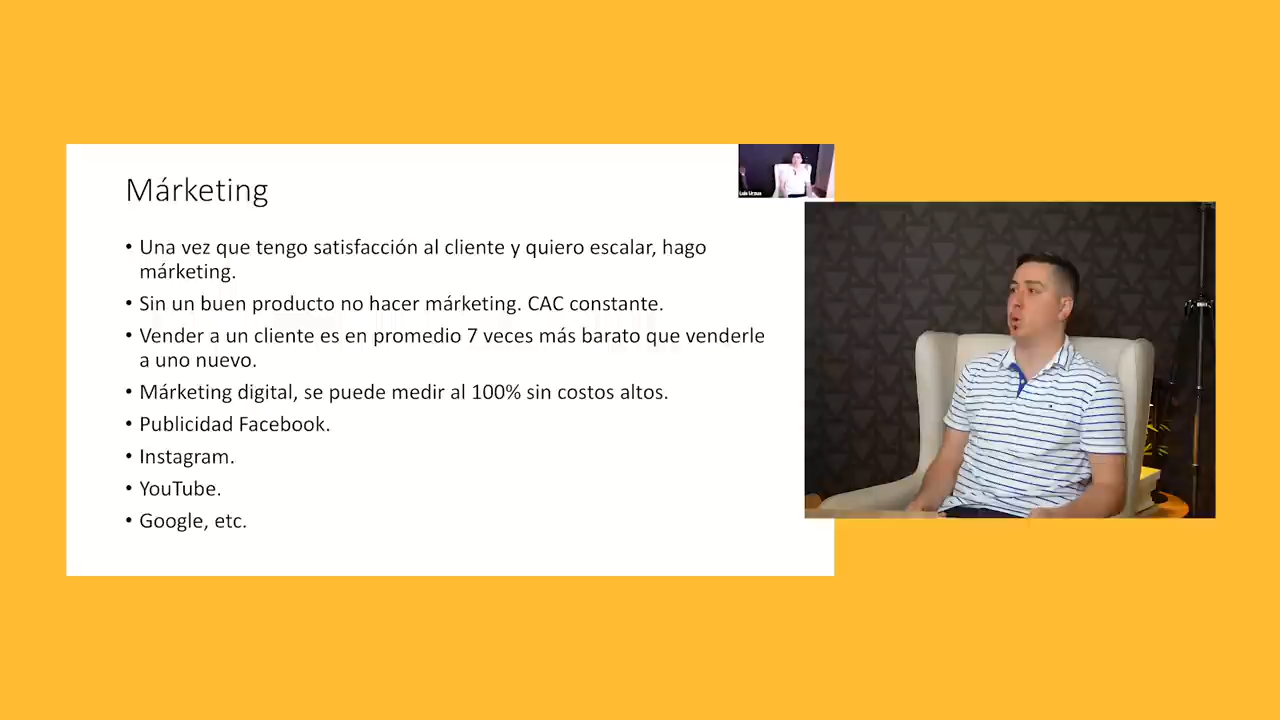 Márketing
• Una vez que tengo satisfacción al cliente y quiero escalar, hago
márketing.
• Sin un buen producto no hacer márketing. CAC constante.
• Vender a un cliente es en promedio 7 veces más barato que venderle
a uno nuevo.
• Márketing digital, se puede medir al 100% sin costos altos.
• Publicidad Facebook.
• Instagram.
• YouTube.
• Google, etc.